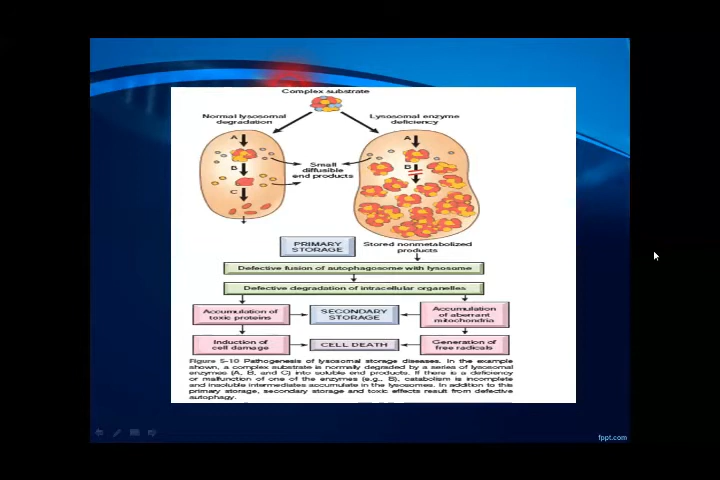 Complex substrate
Normal lysosomal
degradation
Lysosomal enzyme
deficiency
A
B
C
Small
diffusible
end products
A
B
PRIMARY
STORAGE
Stored nonmetabolized
products
Defective fusion of autophagosome with lysosome
Defective degradation of intracellular organelles
Accumulation of
toxic proteins
SECONDARY
STORAGE
Accumulation
of aberrant
mitochondria
Induction of
cell damage
CELL DEATH
Generation of
free radicals
Figure 5-10 Pathogenesis of lysosomal storage diseases. In the example
shown, a complex substrate is normally degraded by a series of lysosomal
enzymes (A, B, and C) into soluble end products. If there is a deficiency
or malfunction of one of the enzymes (e.g., B), catabolism is incomplete
and insoluble intermediates accumulate in the lysosomes. In addition to this
primary storage, secondary storage and toxic effects result from defective
autophagy.
fppt.com